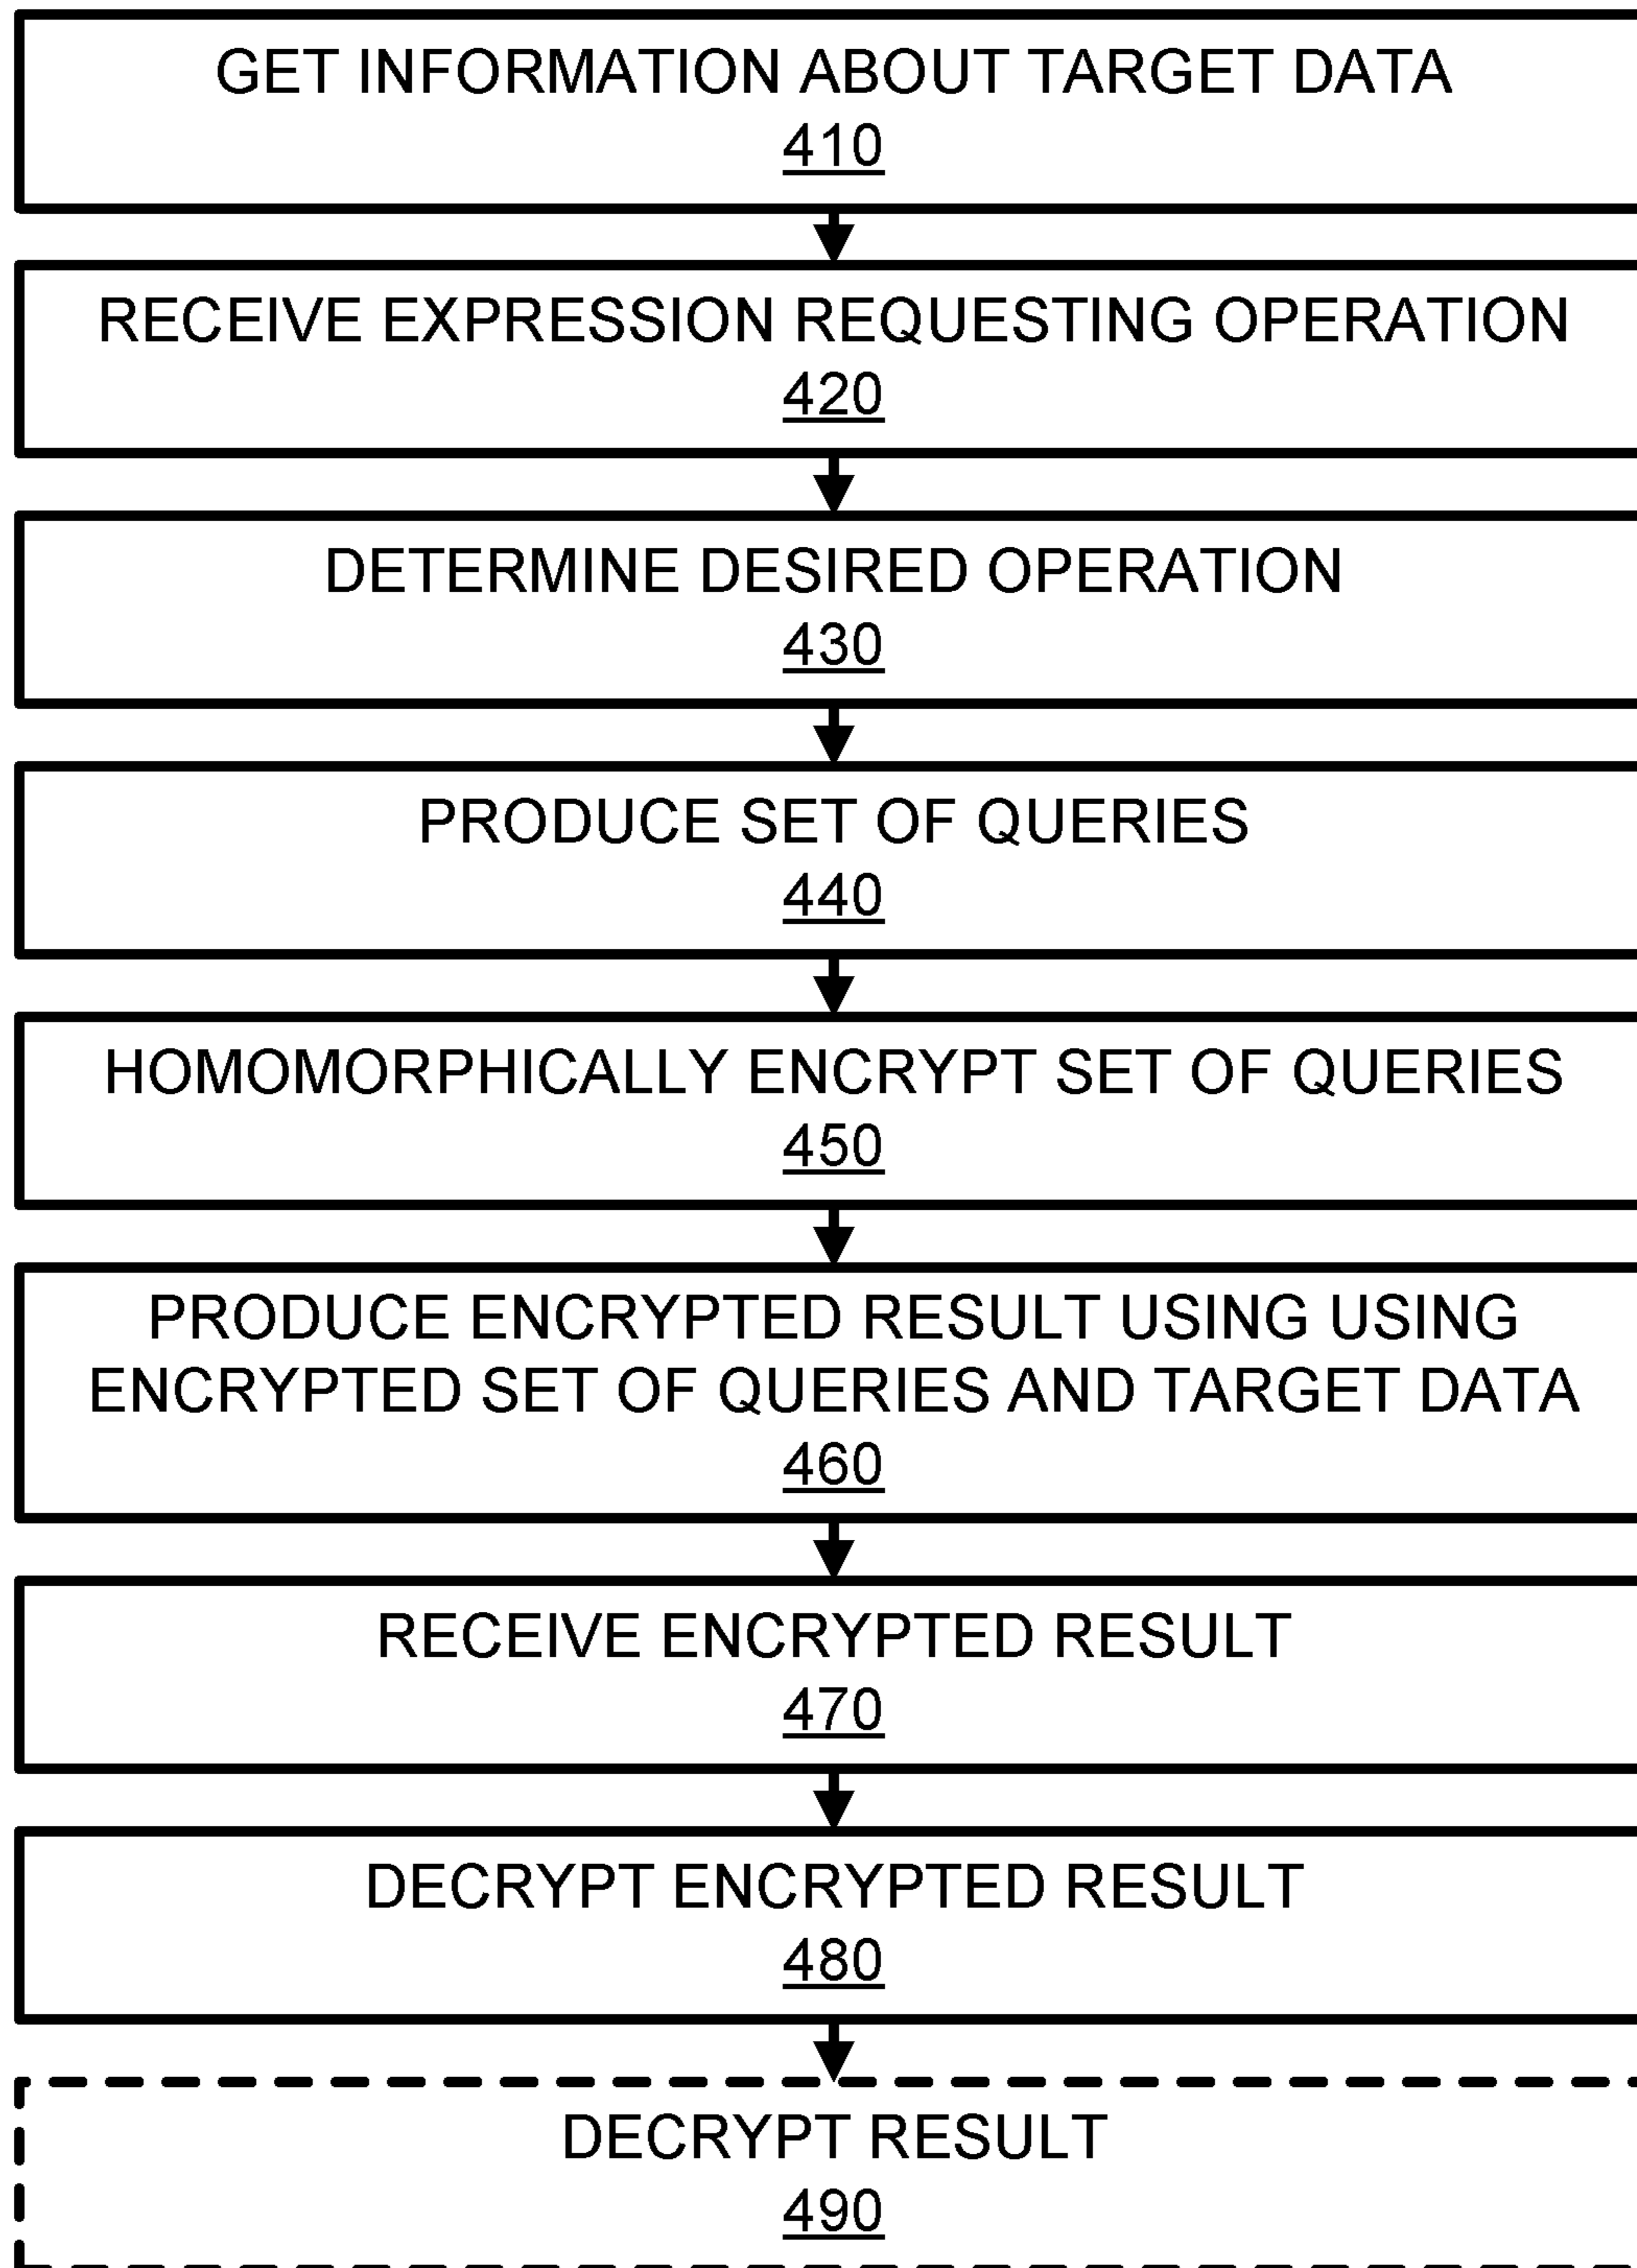 GET INFORMATION ABOUT TARGET DATA
410
RECEIVE EXPRESSION REQUESTING OPERATION
420
DETERMINE DESIRED OPERATION
430
PRODUCE SET OF QUERIES
440
HOMOMORPHICALLY ENCRYPT SET OF QUERIES
450
PRODUCE ENCRYPTED RESULT USING USING
ENCRYPTED SET OF QUERIES AND TARGET DATA
460
RECEIVE ENCRYPTED RESULT
470
DECRYPT ENCRYPTED RESULT
480
DECRYPT RESULT
490